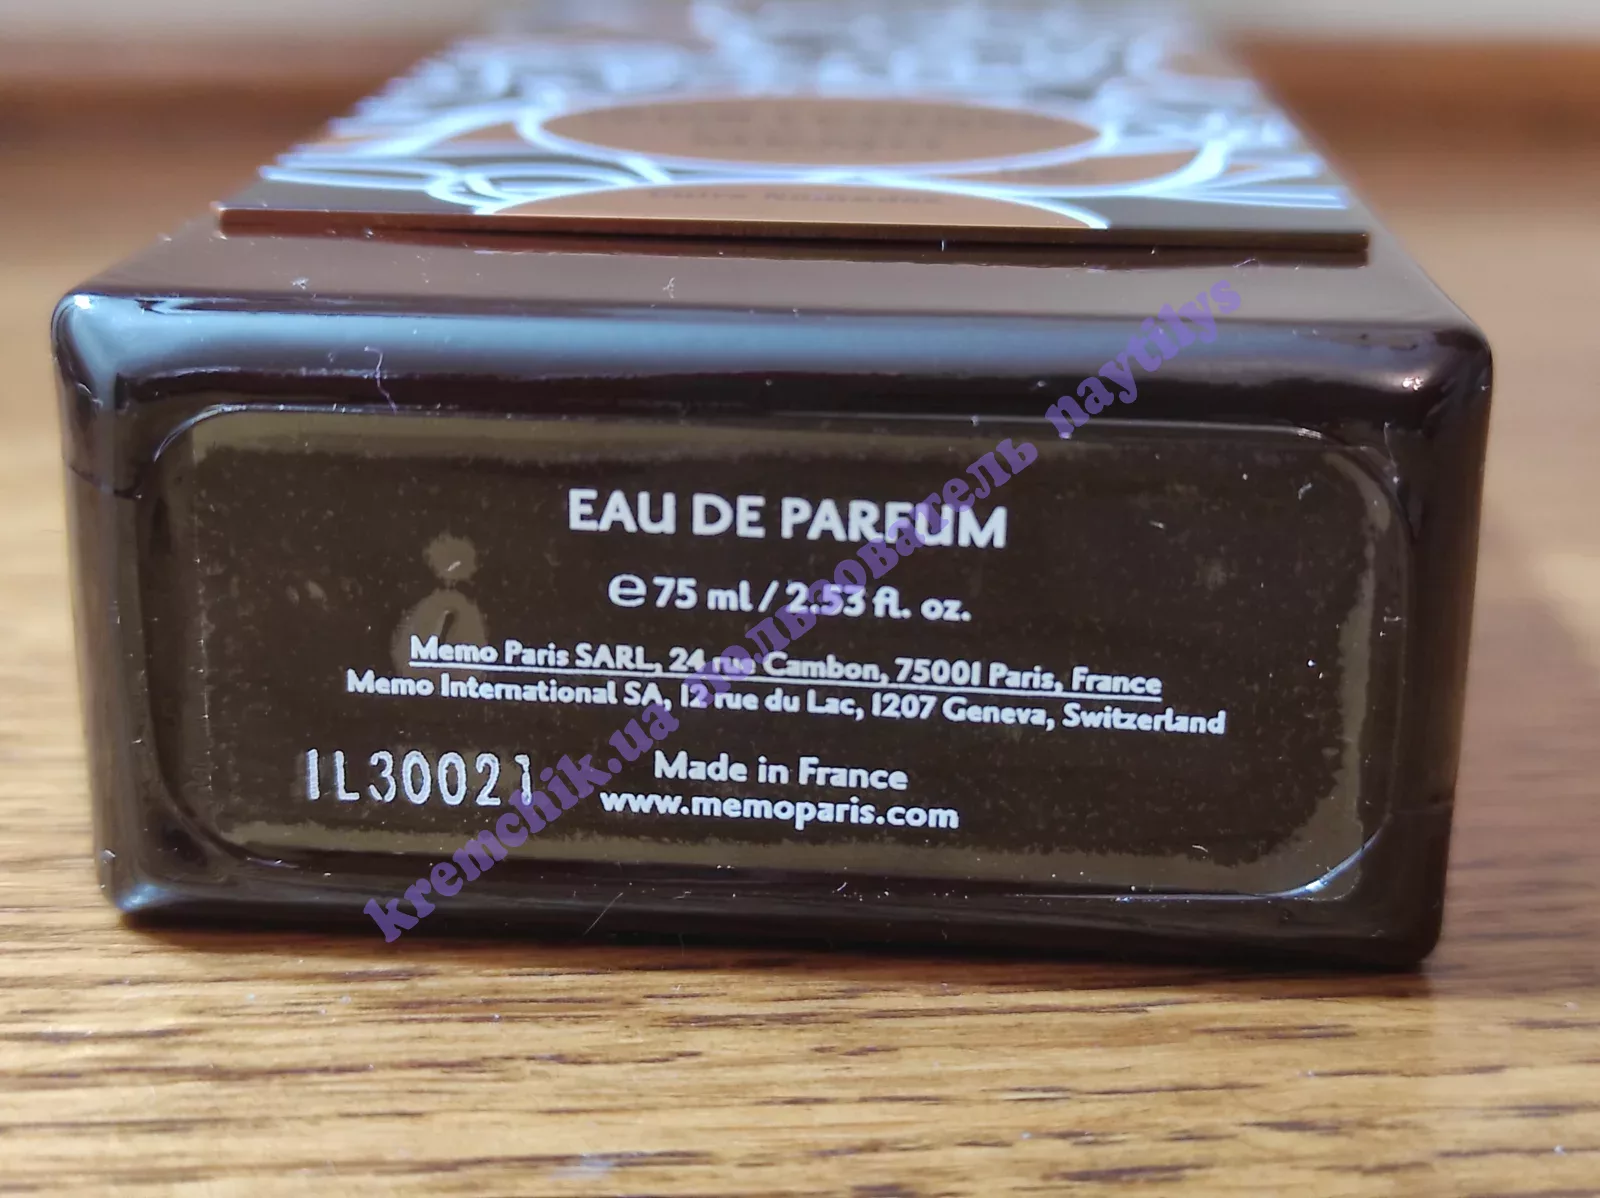 EAU DE PARFUM
℮ 75 ml / 2.53 fl. oz.
Memo Paris SARL, 24 rue Cambon, 75001 Paris, France
Memo International SA, 12 rue du Lac, 1207 Geneva, Switzerland
1L30021
Made in France
www.memoparis.com
kremchik.ua пользователь naytilys